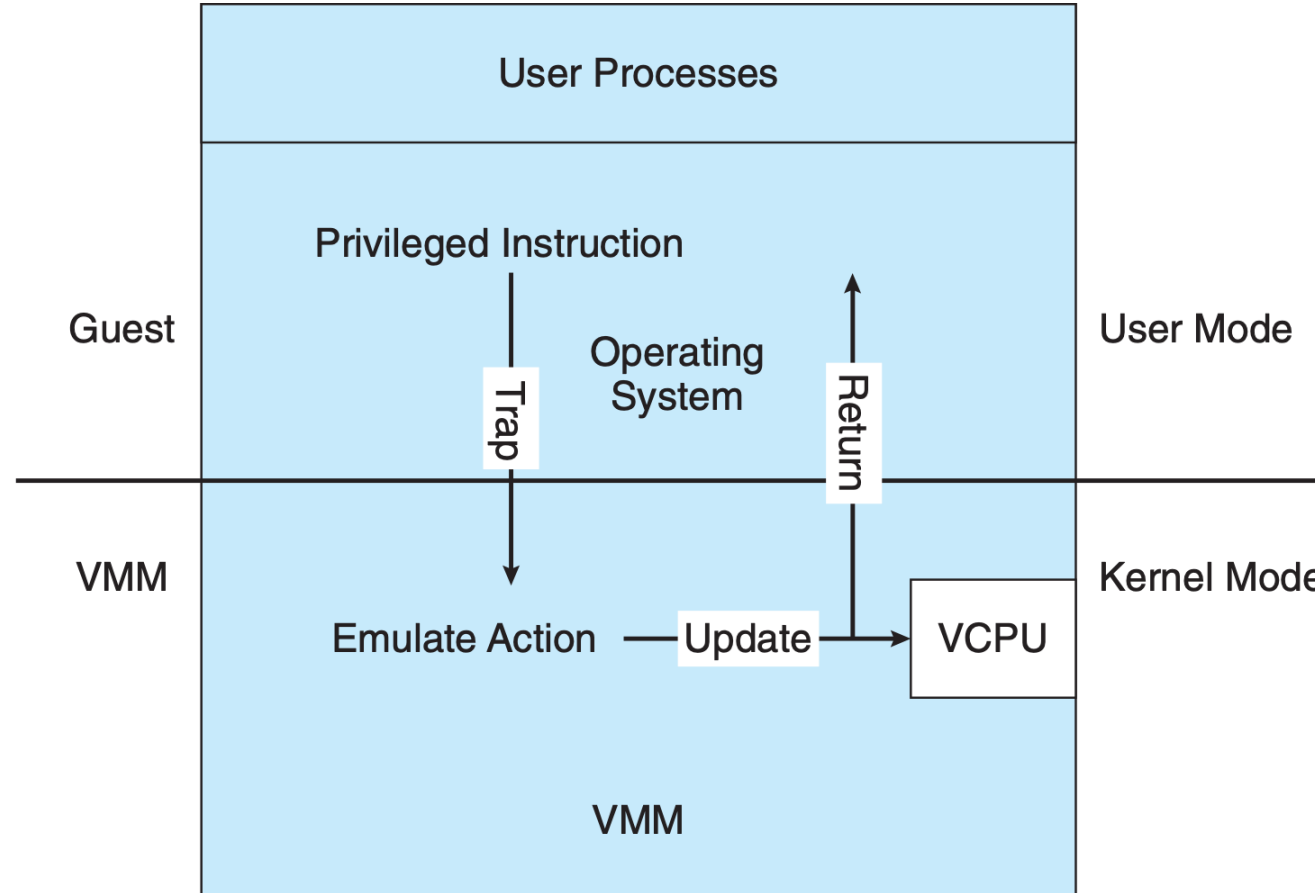 User Processes
Privileged Instruction
Guest
Operating
System
User Mode
Trap
Return
VMM
Kernel Mode
Emulate Action
Update
VCPU
VMM